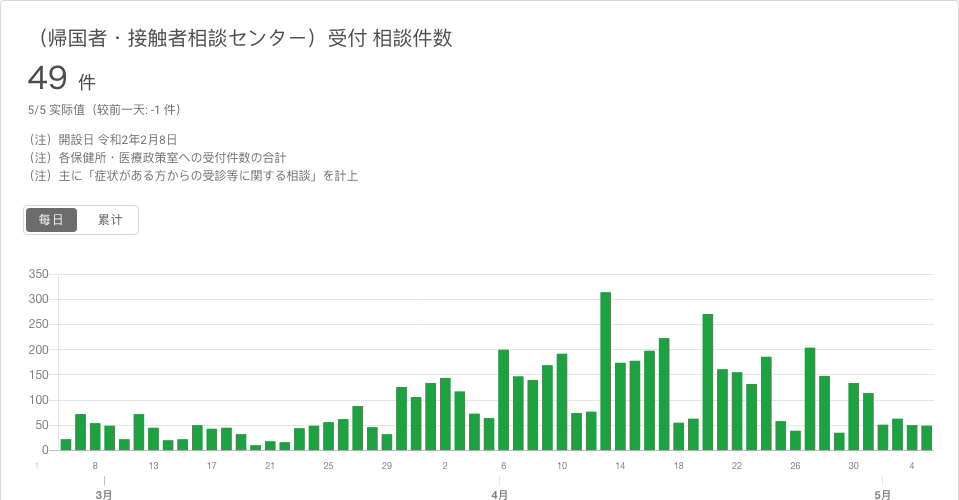 （帰国者・接触者相談センター）受付 相談件数
49 件
5/5 实际值（较前一天: -1 件）
（注）開設日 令和2年2月8日
（注）各保健所・医療政策室への受付件数の合計
（注）主に「症状がある方からの受診等に関する相談」を計上
每日 累计
350
300
250
200
150
100
50
0
1 8 13 17 21 25 29 2 6 10 14 18 22 26 30 4
3月 4月 5月